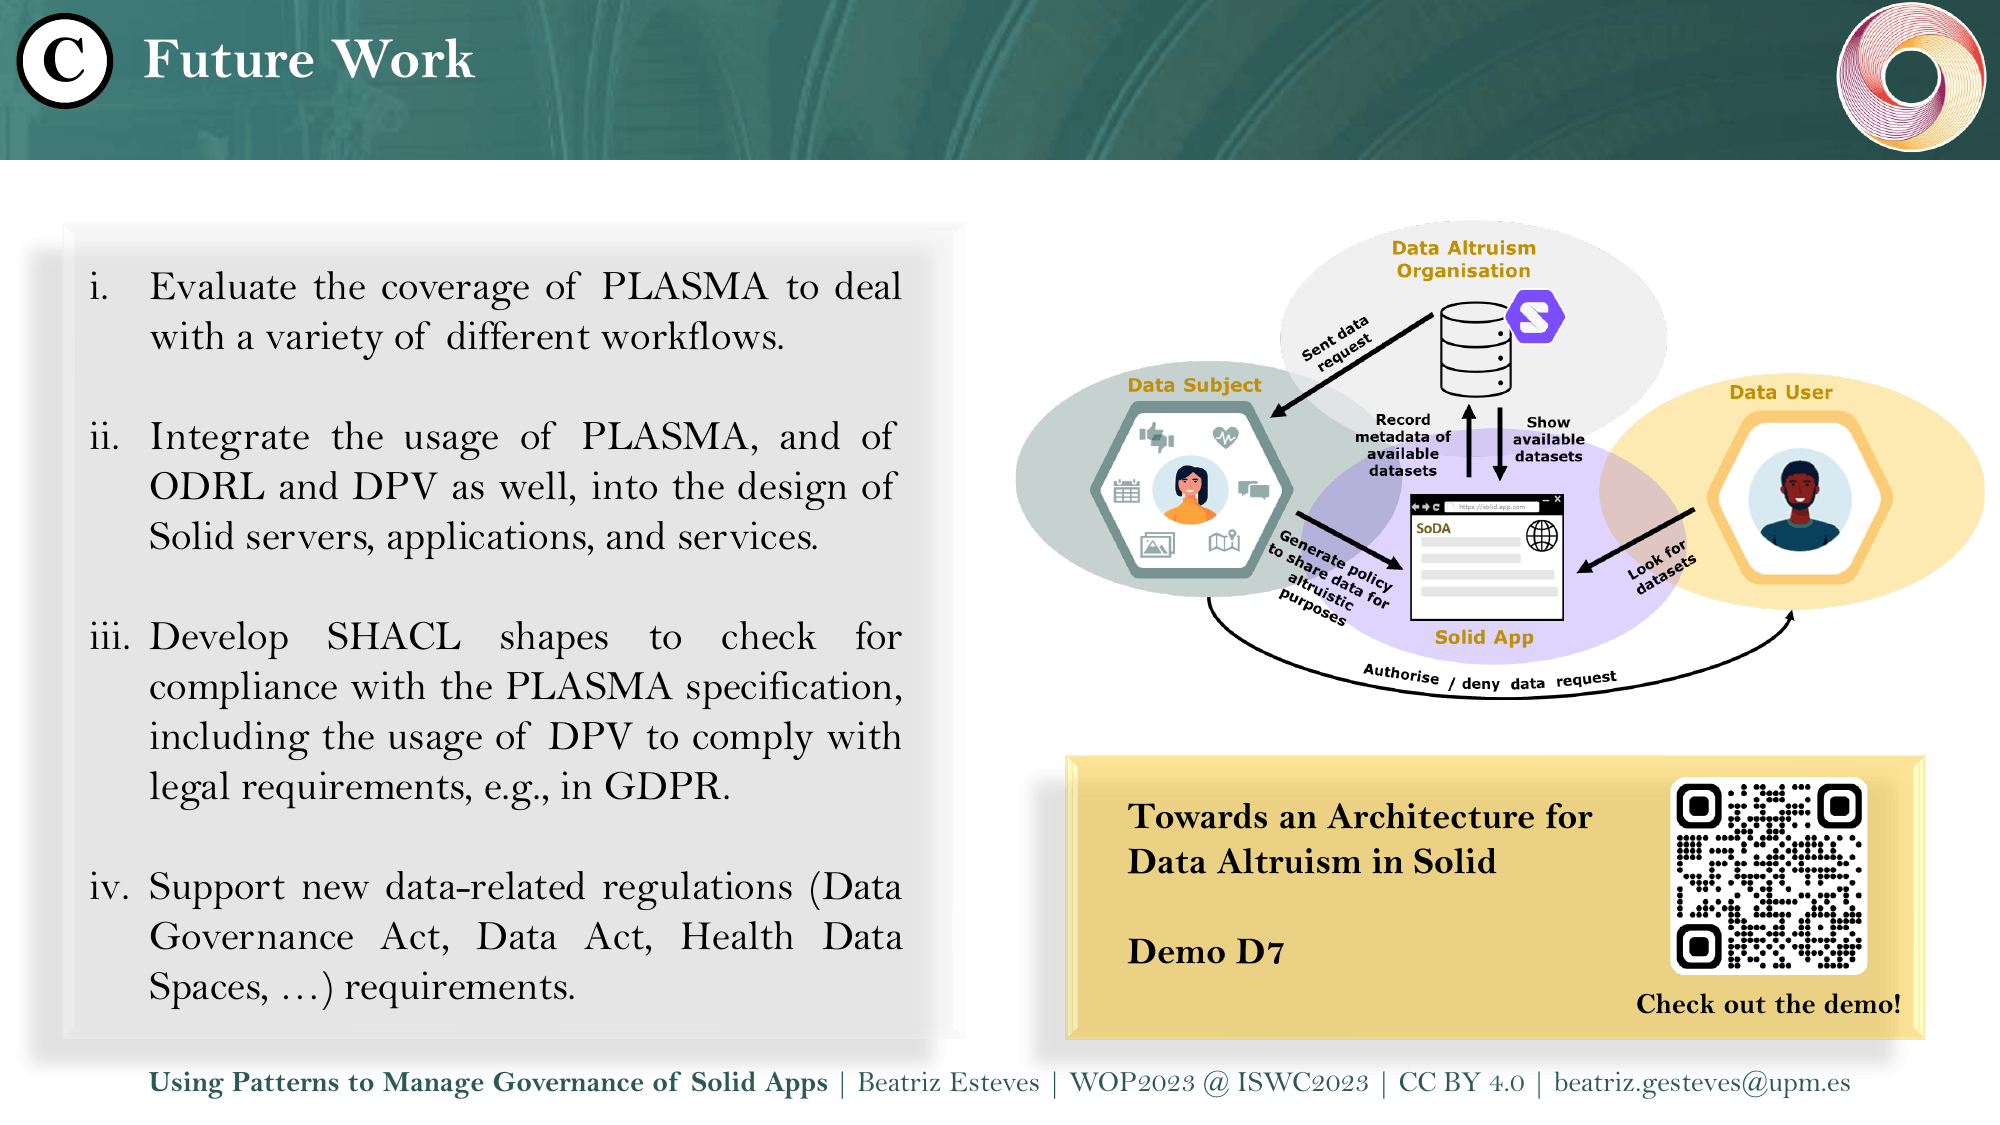 C
Future Work
i. Evaluate the coverage of PLASMA to deal
with a variety of different workflows.
ii. Integrate the usage of PLASMA, and of
ODRL and DPV as well, into the design of
Solid servers, applications, and services.
iii. Develop SHACL shapes to check for
compliance with the PLASMA specification,
including the usage of DPV to comply with
legal requirements, e.g., in GDPR.
iv. Support new data-related regulations (Data
Governance Act, Data Act, Health Data
Spaces, …) requirements.
Data Altruism
Organisation
Sent data
request
Data Subject
Data User
Record
metadata of
available
datasets
Show
available
datasets
https://solid.app.com
SoDA
Generate policy
to share data for
altruistic
purposes
Look for
datasets
Solid App
Authorise / deny data request
Towards an Architecture for
Data Altruism in Solid
Demo D7
Check out the demo!
Using Patterns to Manage Governance of Solid Apps | Beatriz Esteves | WOP2023 @ ISWC2023 | CC BY 4.0 | beatriz.gesteves@upm.es